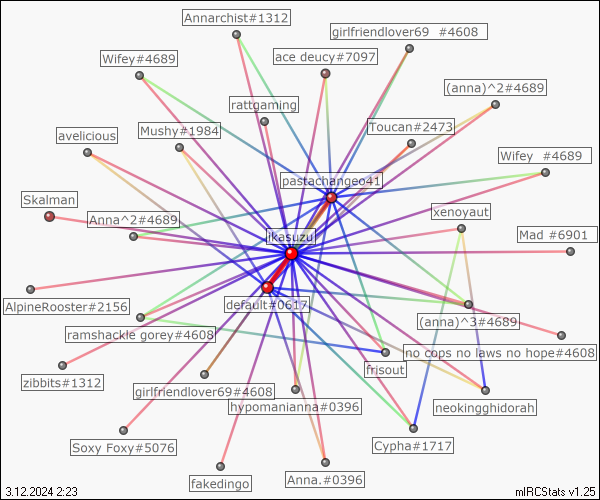 Annarchist#1312
girlfriendlover69 #4608
Wifey#4689
ace deucy#7097
(anna)^2#4689
rattgaming
Toucan#2473
Mushy#1984
avelicious
Wifey #4689
pastachangeo41
Skalman
Anna^2#4689
xenoyaut
ikasuzu
Mad #6901
AlpineRooster#2156
default#0617
(anna)^3#4689
ramshackle gorey#4608
no cops no laws no hope#4608
frisout
zibbits#1312
girlfriendlover69#4608
hypomanianna#0396
neokingghidorah
Soxy Foxy#5076
Cypha#1717
fakedingo
Anna.#0396
3.12.2024 2:23
mIRCStats v1.25